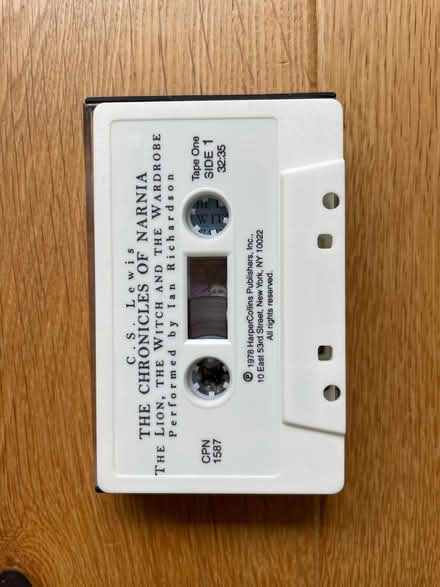 C. S. Lewis
THE CHRONICLES OF NARNIA
THE LION, THE WITCH AND THE WARDROBE
Performed by Ian Richardson
Tape One
SIDE 1
32:35
CPN
1587
℗ 1978 HarperCollins Publishers, Inc.,
10 East 53rd Street, New York, NY 10022
All rights reserved.